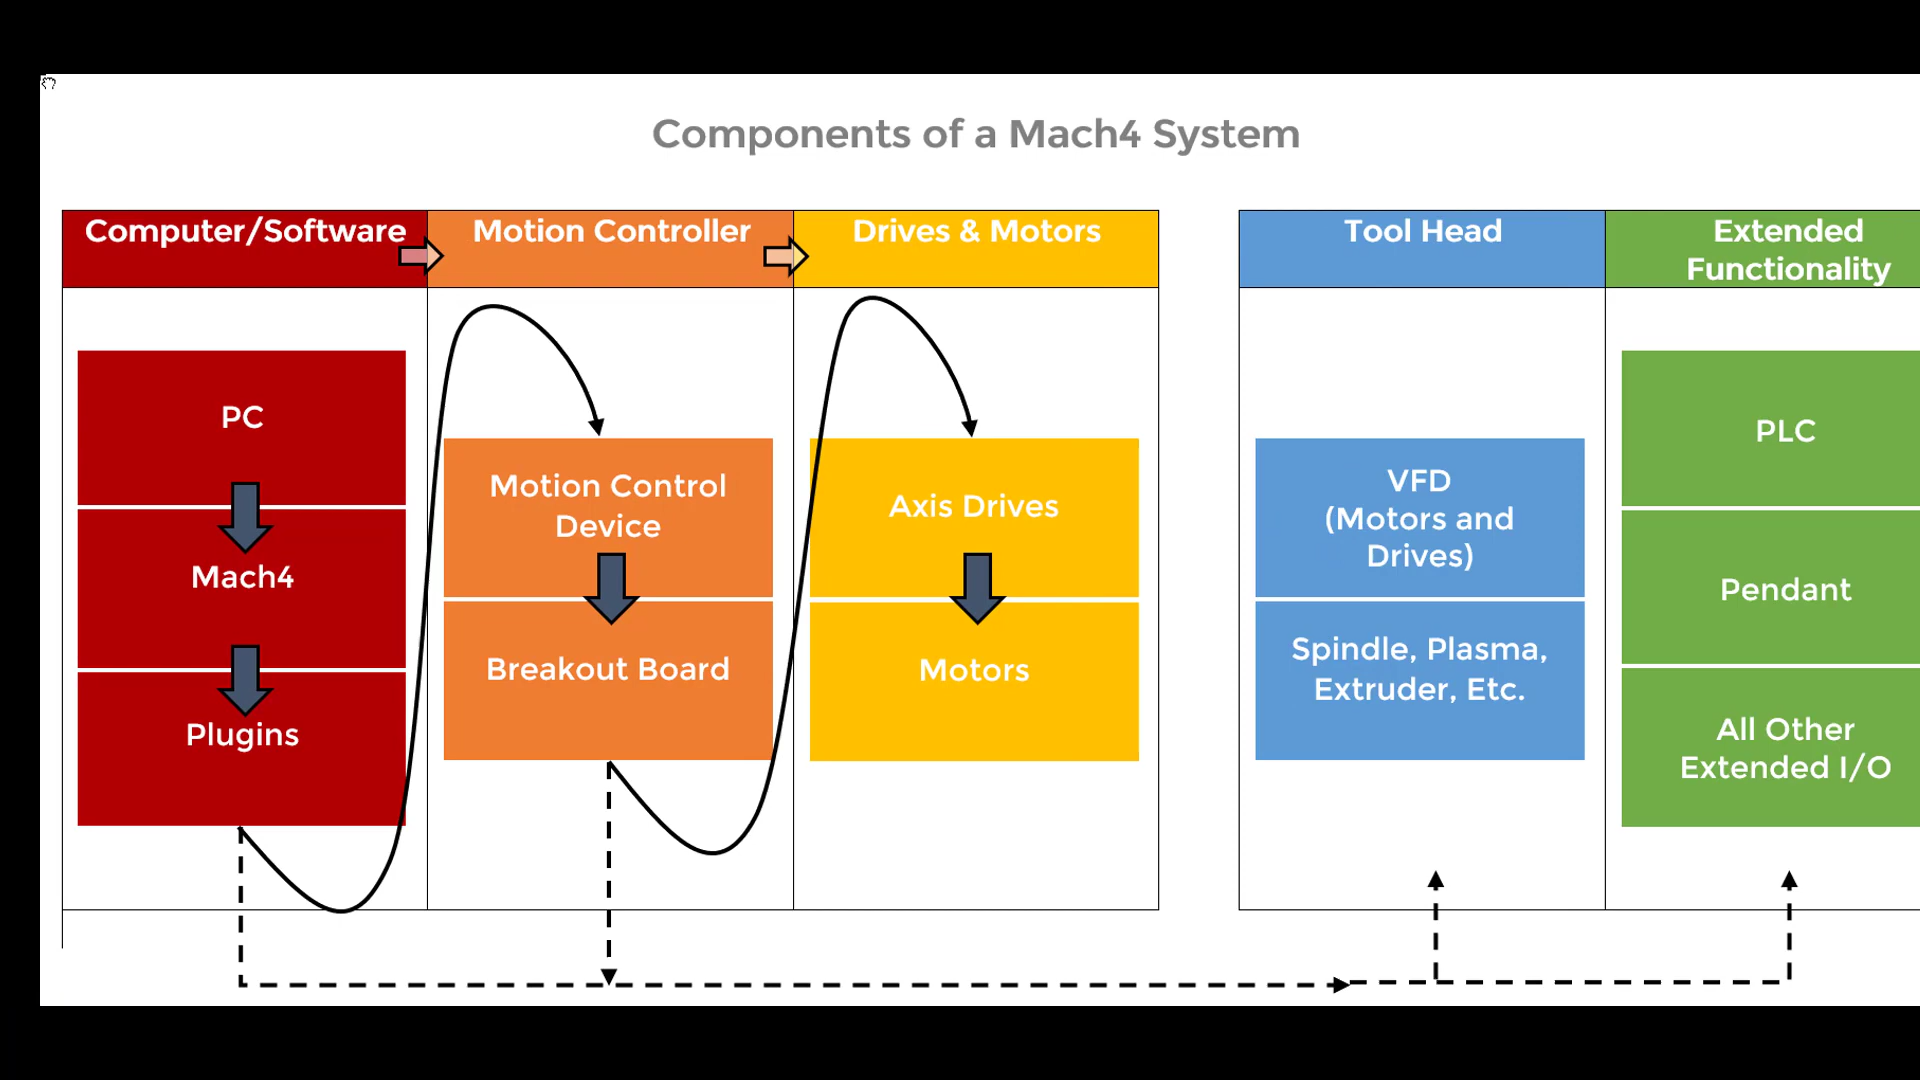 Components of a Mach4 System
Computer/Software
Motion Controller
Drives & Motors
Tool Head
Extended
Functionality
PC
Mach4
Plugins
Motion Control
Device
Breakout Board
Axis Drives
Motors
VFD
(Motors and
Drives)
Spindle, Plasma,
Extruder, Etc.
PLC
Pendant
All Other
Extended I/O